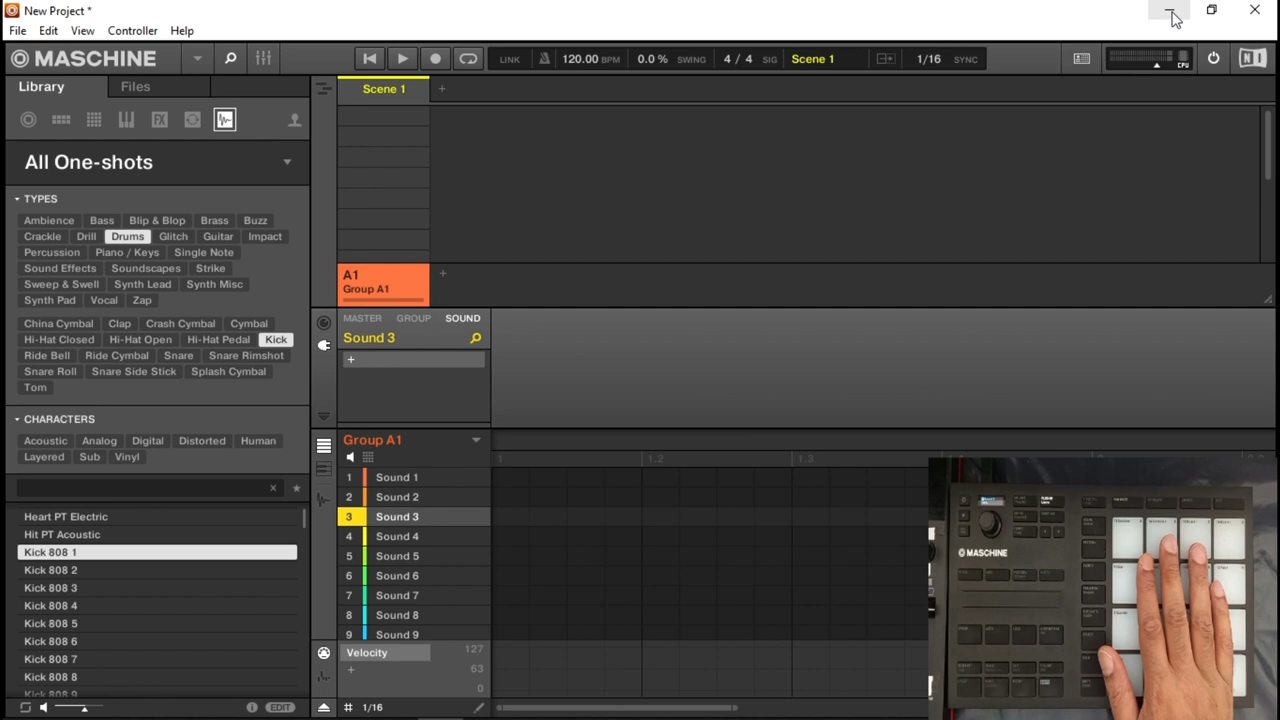 New Project *
File Edit View Controller Help
MASCHINE
LINK 120.00 BPM 0.0 % SWING 4 / 4 SIG Scene 1 1/16 SYNC CPU
Library Files
Scene 1 +
All One-shots
TYPES
Ambience Bass Blip & Blop Brass Buzz
Crackle Drill Drums Glitch Guitar Impact
Percussion Piano / Keys Single Note
Sound Effects Soundscapes Strike
Sweep & Swell Synth Lead Synth Misc
Synth Pad Vocal Zap
A1 +
Group A1
China Cymbal Clap Crash Cymbal Cymbal
Hi-Hat Closed Hi-Hat Open Hi-Hat Pedal Kick
Ride Bell Ride Cymbal Snare Snare Rimshot
Snare Roll Snare Side Stick Splash Cymbal
Tom
MASTER GROUP SOUND
Sound 3
+
CHARACTERS
Acoustic Analog Digital Distorted Human
Layered Sub Vinyl
Heart PT Electric
Hit PT Acoustic
Kick 808 1
Kick 808 2
Kick 808 3
Kick 808 4
Kick 808 5
Kick 808 6
Kick 808 7
Kick 808 8
Kick 808 9
EDIT
Group A1
1 1.2 1.3
1 Sound 1
2 Sound 2
3 Sound 3
4 Sound 4
5 Sound 5
6 Sound 6
7 Sound 7
8 Sound 8
9 Sound 9
Velocity 127
+ 63
0
# 1/16
MASCHINE